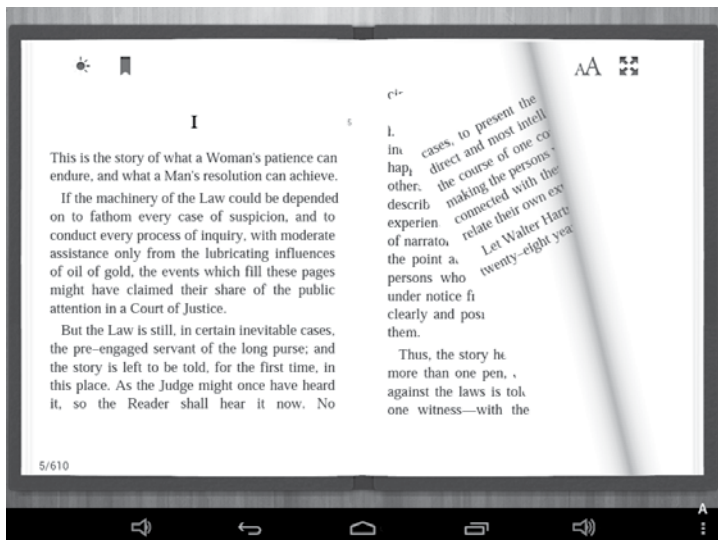 AA
I
5
This is the story of what a Woman's patience can
endure, and what a Man's resolution can achieve.
If the machinery of the Law could be depended
on to fathom every case of suspicion, and to
conduct every process of inquiry, with moderate
assistance only from the lubricating influences
of oil of gold, the events which fill these pages
might have claimed their share of the public
attention in a Court of Justice.
But the Law is still, in certain inevitable cases,
the pre–engaged servant of the long purse; and
the story is left to be told, for the first time, in
this place. As the Judge might once have heard
it, so the Reader shall hear it now. No
5/610
other.
describ
experien
of narrato
the point a
persons who
under notice
clearly and
them.
Thus, the story
more than one pen,
against the laws is
one witness—with the
cases, to present the
direct and most intell
the course of one co
making the persons
connected with
relate their own
Let Walter
twenty–eight
A